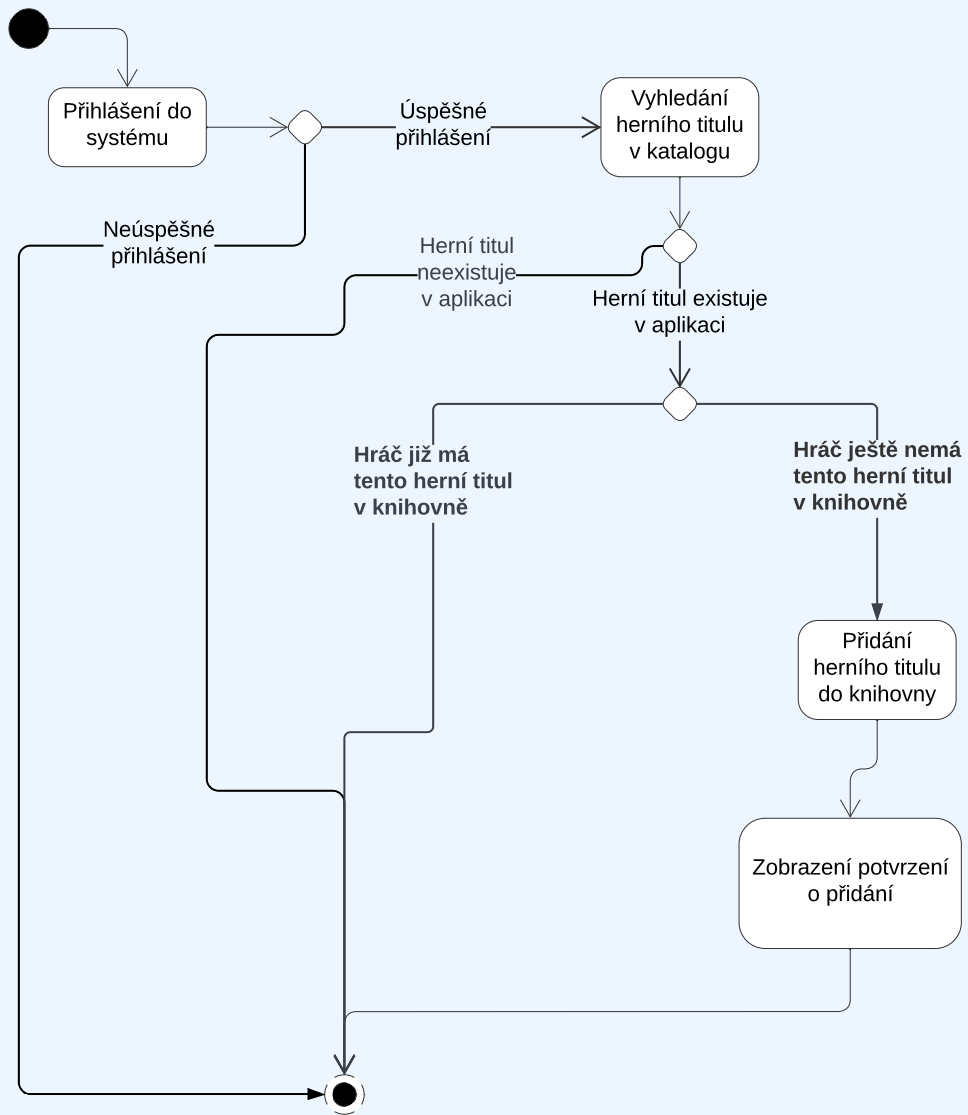 Přihlášení do
systému
Úspěšné
přihlášení
Vyhledání
herního titulu
v katalogu
Neúspěšné
přihlášení
Herní titul
neexistuje
v aplikaci
Herní titul existuje
v aplikaci
Hráč již má
tento herní titul
v knihovně
Hráč ještě nemá
tento herní titul
v knihovně
Přidání
herního titulu
do knihovny
Zobrazení potvrzení
o přidání